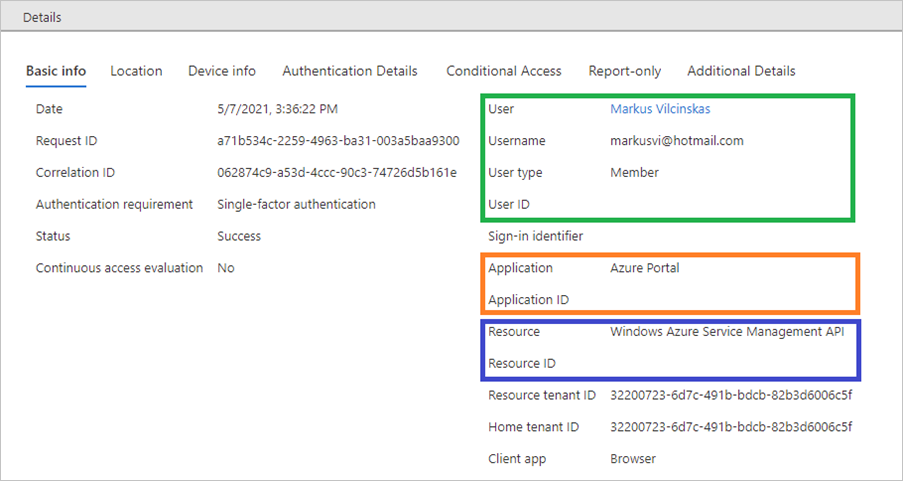 Details
Basic info Location Device info Authentication Details Conditional Access Report-only Additional Details
Date 5/7/2021, 3:36:22 PM User Markus Vilcinskas
Request ID a71b534c-2259-4963-ba31-003a5baa9300 Username markusvi@hotmail.com
Correlation ID 062874c9-a53d-4ccc-90c3-74726d5b161e User type Member
Authentication requirement Single-factor authentication User ID
Status Success Sign-in identifier
Continuous access evaluation No Application Azure Portal
Application ID
Resource Windows Azure Service Management API
Resource ID
Resource tenant ID 32200723-6d7c-491b-bdcb-82b3d6006c5f
Home tenant ID 32200723-6d7c-491b-bdcb-82b3d6006c5f
Client app Browser